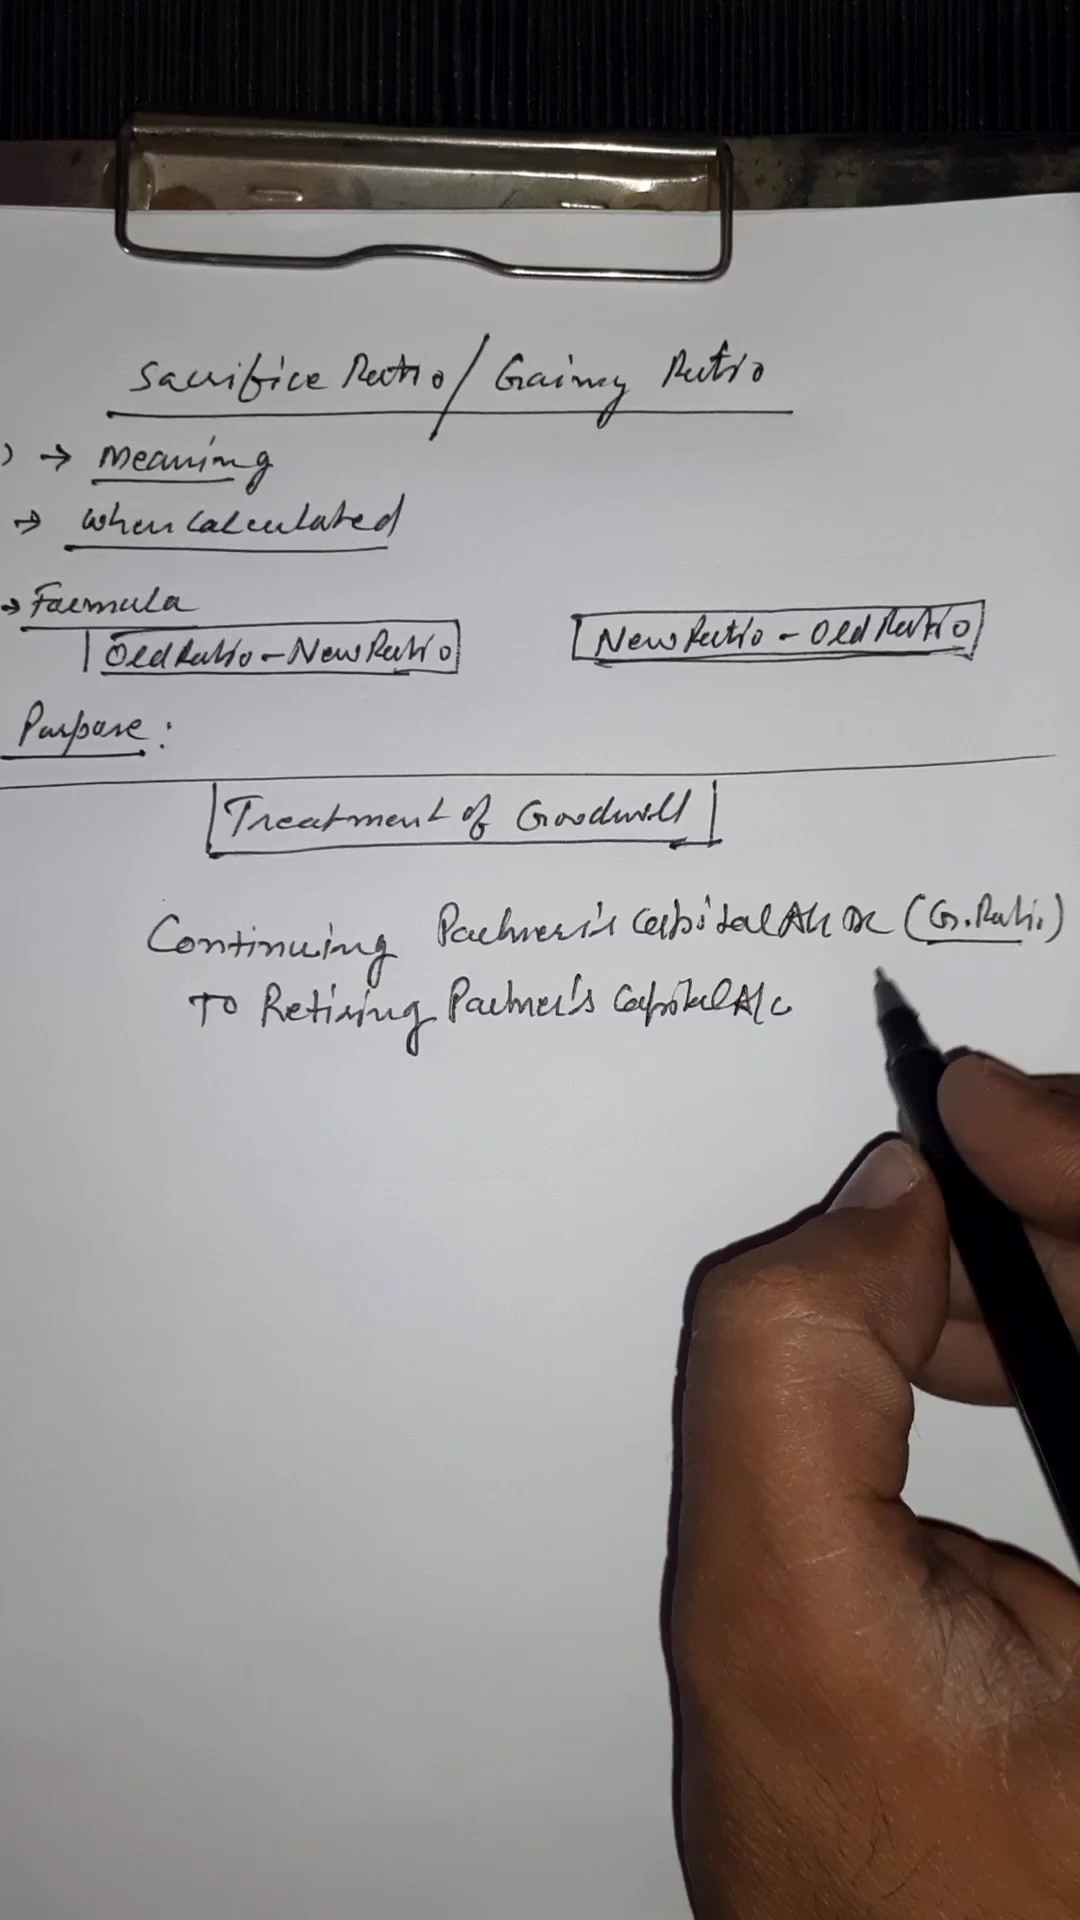 Sacrifice Ratio / Gaining Ratio
) → Meaning
→ When Calculated
→ Formula
Old Ratio - New Ratio
New Ratio - Old Ratio
Purpose :
Treatment of Goodwill
Continuing Partner's Capital A/c Dr (G. Ratio)
To Retiring Partner's Capital A/c